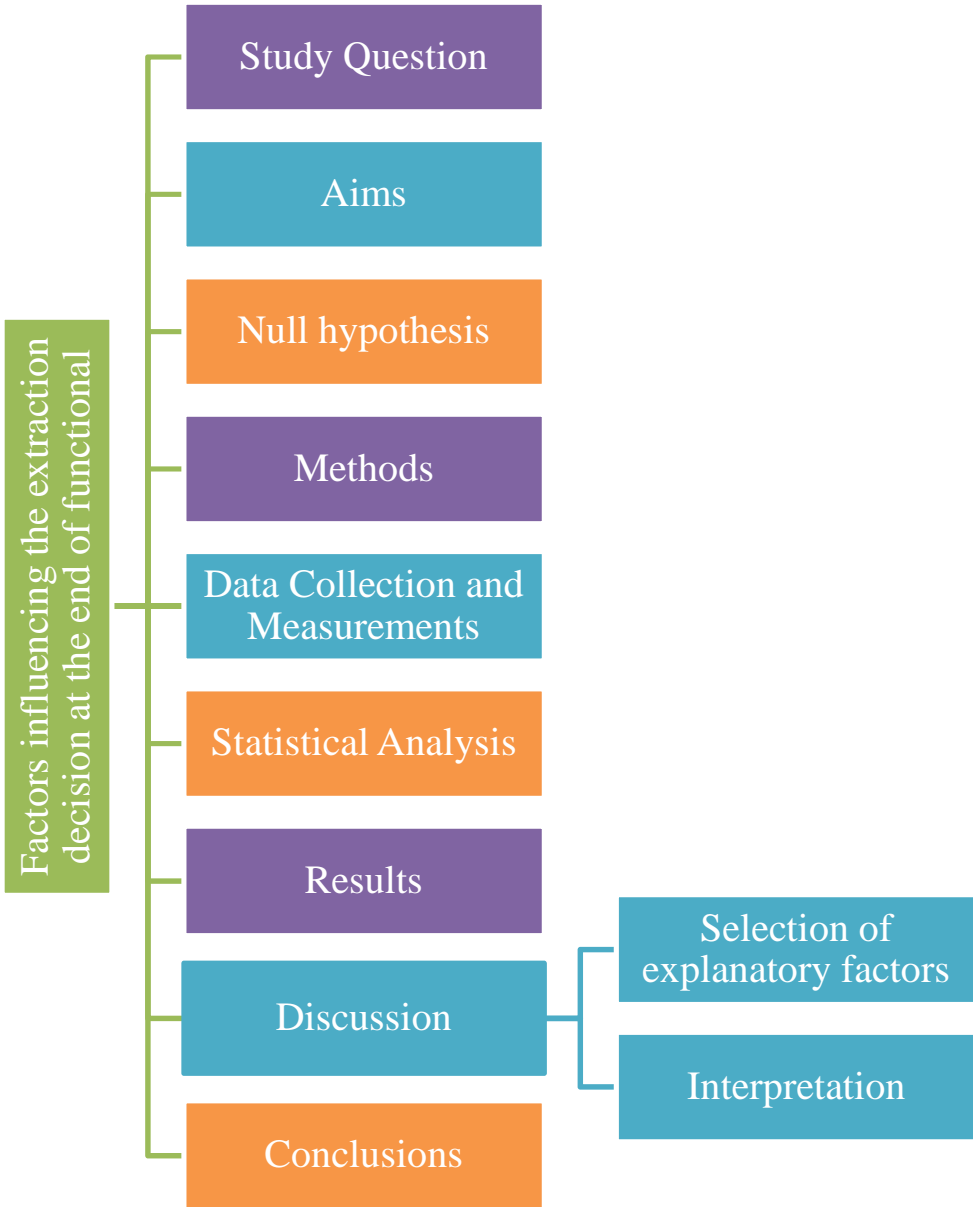 Factors influencing the extraction
decision at the end of functional
Study Question
Aims
Null hypothesis
Methods
Data Collection and
Measurements
Statistical Analysis
Results
Discussion
Selection of
explanatory factors
Interpretation
Conclusions